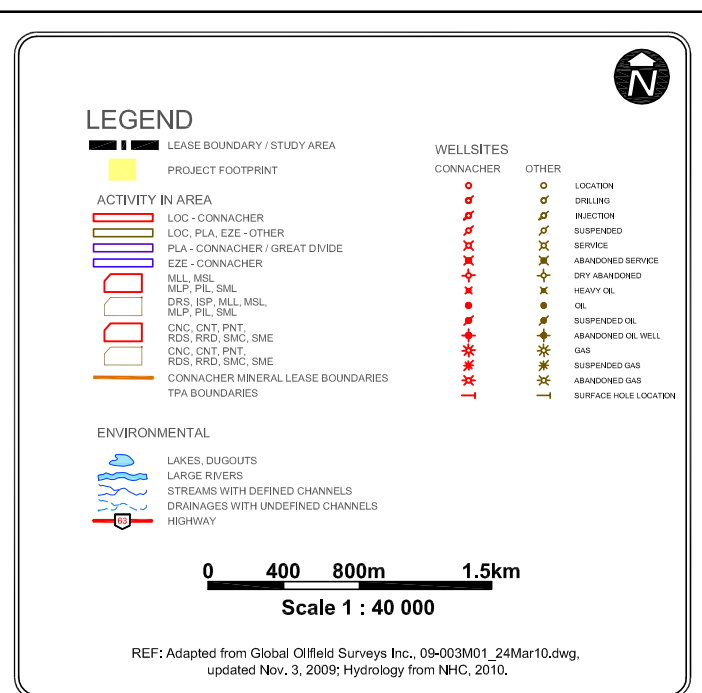 N
LEGEND
LEASE BOUNDARY / STUDY AREA
PROJECT FOOTPRINT
ACTIVITY IN AREA
LOC - CONNACHER
LOC, PLA, EZE - OTHER
PLA - CONNACHER / GREAT DIVIDE
EZE - CONNACHER
MLL, MSL
MLP, PIL, SML
DRS, ISP, MLL, MSL,
MLP, PIL, SML
CNC, CNT, PNT,
RDS, RRD, SMC, SME
CNC, CNT, PNT,
RDS, RRD, SMC, SME
CONNACHER MINERAL LEASE BOUNDARIES
TPA BOUNDARIES
WELLSITES
CONNACHER OTHER
LOCATION
DRILLING
INJECTION
SUSPENDED
SERVICE
ABANDONED SERVICE
DRY ABANDONED
HEAVY OIL
OIL
SUSPENDED OIL
ABANDONED OIL WELL
GAS
SUSPENDED GAS
ABANDONED GAS
SURFACE HOLE LOCATION
ENVIRONMENTAL
LAKES, DUGOUTS
LARGE RIVERS
STREAMS WITH DEFINED CHANNELS
DRAINAGES WITH UNDEFINED CHANNELS
63 HIGHWAY
0 400 800m 1.5km
Scale 1 : 40 000
REF: Adapted from Global Oilfield Surveys Inc., 09-003M01_24Mar10.dwg,
updated Nov. 3, 2009; Hydrology from NHC, 2010.